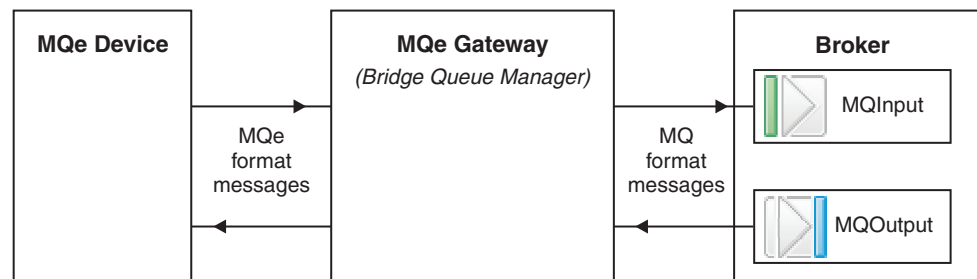 MQe Device
MQe Gateway
(Bridge Queue Manager)
Broker
MQInput
MQe
format
messages
MQ
format
messages
MQOutput